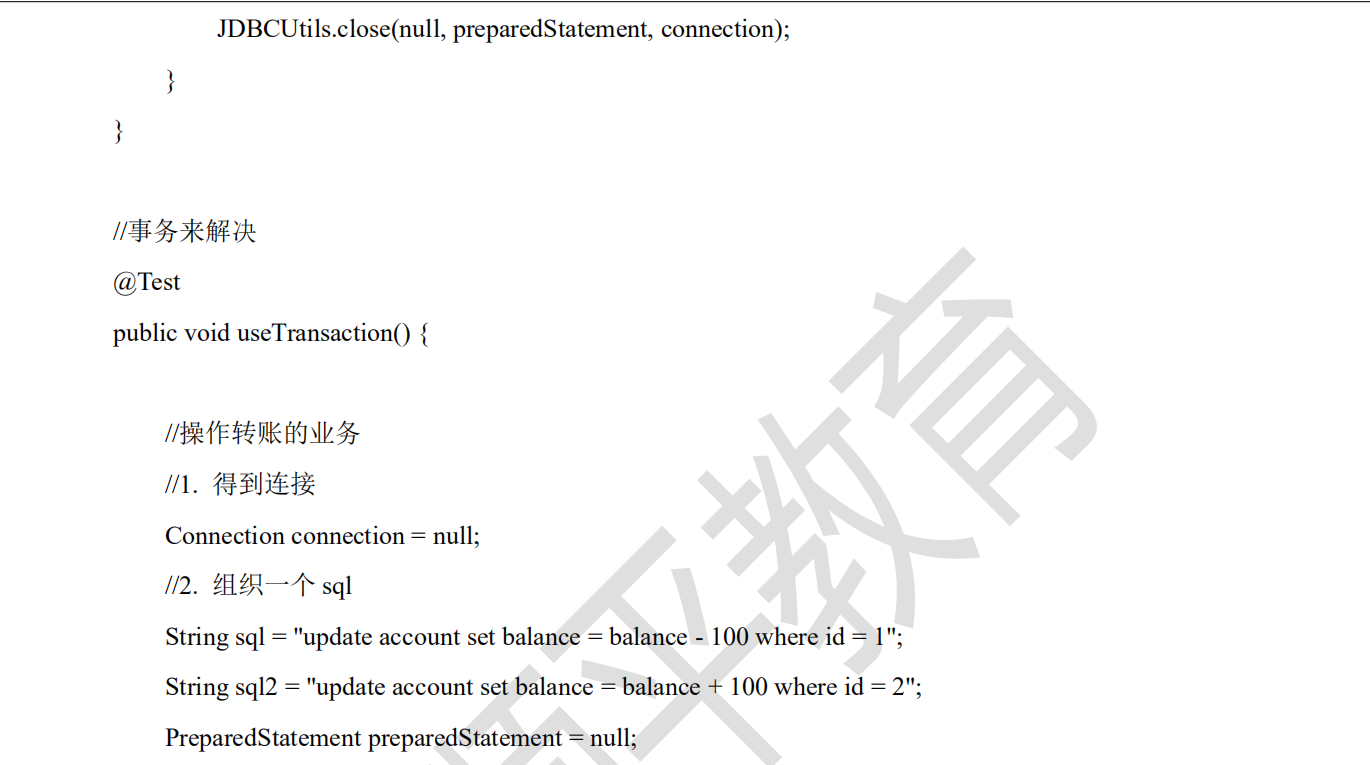 JDBCUtils.close(null, preparedStatement, connection);
}
}
//事务来解决
@Test
public void useTransaction() {
//操作转账的业务
//1. 得到连接
Connection connection = null;
//2. 组织一个 sql
String sql = "update account set balance = balance - 100 where id = 1";
String sql2 = "update account set balance = balance + 100 where id = 2";
PreparedStatement preparedStatement = null;
平教育